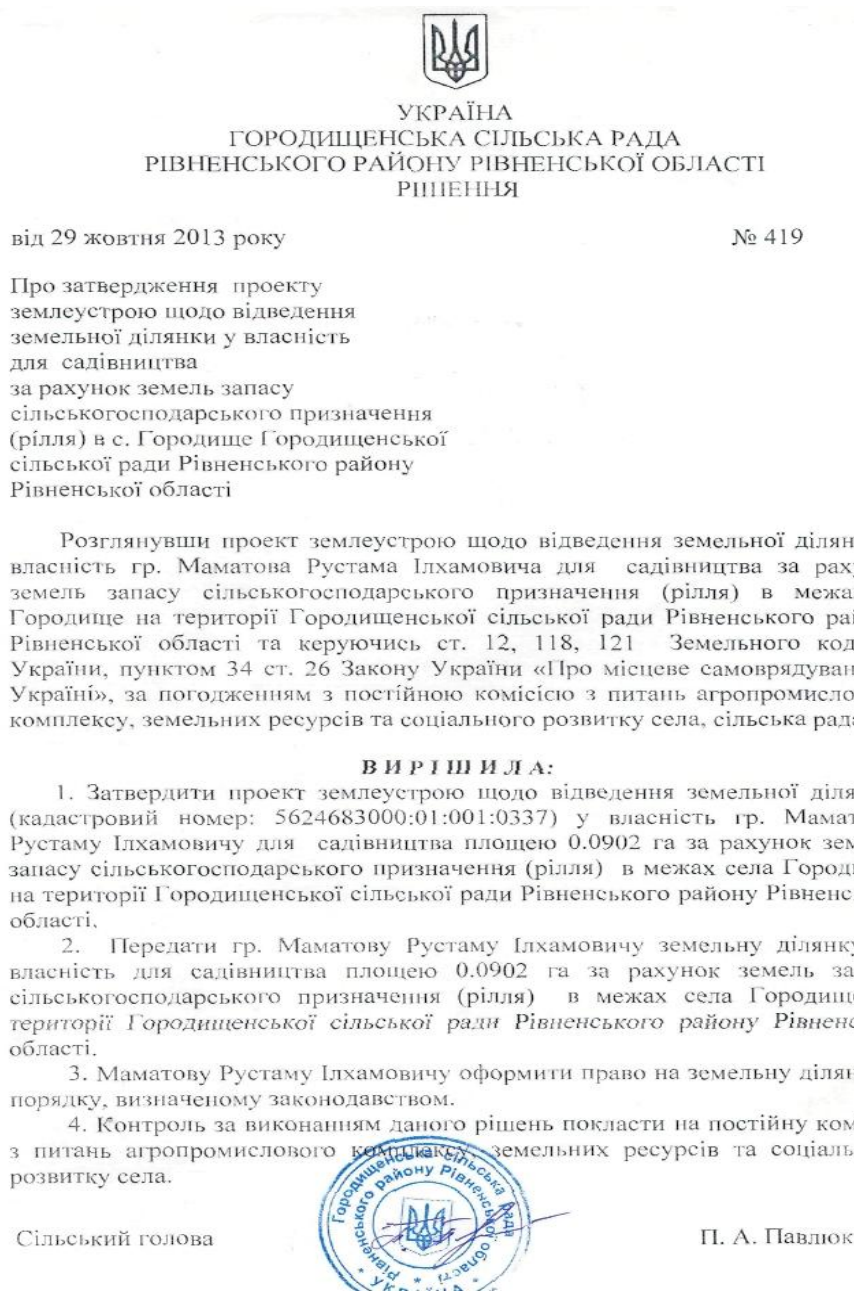 УКРАЇНА
ГОРОДИЩЕНСЬКА СІЛЬСЬКА РАДА
РІВНЕНСЬКОГО РАЙОНУ РІВНЕНСЬКОЇ ОБЛАСТІ
РІШЕННЯ
від 29 жовтня 2013 року № 419
Про затвердження проекту
землеустрою щодо відведення
земельної ділянки у власність
для садівництва
за рахунок земель запасу
сільськогосподарського призначення
(рілля) в с. Городище Городищенської
сільської ради Рівненського району
Рівненської області
Розглянувши проект землеустрою щодо відведення земельної ділян
власність гр. Маматова Рустама Ілхамовича для садівництва за раху
земель запасу сільськогосподарського призначення (рілля) в межа
Городище на території Городищенської сільської ради Рівненського рай
Рівненської області та керуючись ст. 12, 118, 121 Земельного код
України, пунктом 34 ст. 26 Закону України «Про місцеве самоврядуван
Україні», за погодженням з постійною комісією з питань агропромисло
комплексу, земельних ресурсів та соціального розвитку села, сільська рада
В И Р І Ш И Л А:
1. Затвердити проект землеустрою щодо відведення земельної діля
(кадастровий номер: 5624683000:01:001:0337) у власність гр. Мамат
Рустаму Ілхамовичу для садівництва площею 0.0902 га за рахунок зем
запасу сільськогосподарського призначення (рілля) в межах села Город
на території Городищенської сільської ради Рівненського району Рівненс
області.
2. Передати гр. Маматову Рустаму Ілхамовичу земельну ділянку
власність для садівництва площею 0.0902 га за рахунок земель за
сільськогосподарського призначення (рілля) в межах села Городищ
території Городищенської сільської ради Рівненського району Рівненс
області.
3. Маматову Рустаму Ілхамовичу оформити право на земельну ділян
порядку, визначеному законодавством.
4. Контроль за виконанням даного рішень покласти на постійну ком
з питань агропромислового комплексу, земельних ресурсів та соціаль
розвитку села.
Сільський голова П. А. Павлюк
Городищенська сільська рада
Рівненського району Рівненської області
* УКРАЇНА *